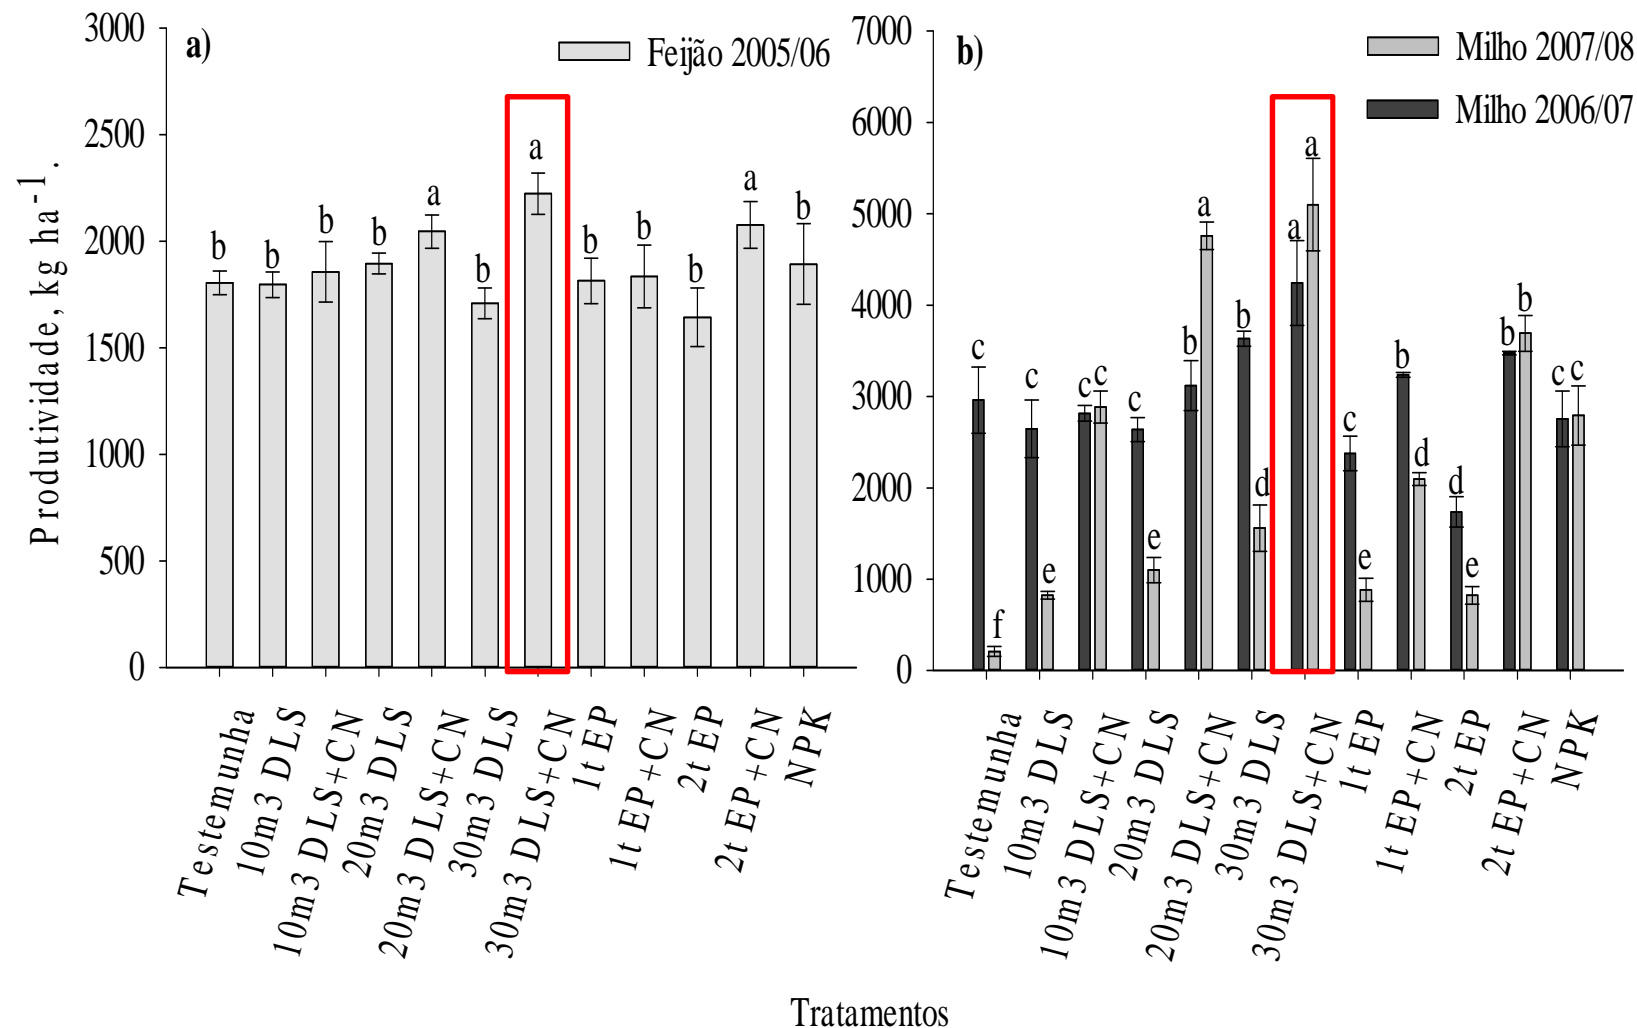 a)
Feijão 2005/06
Produtividade, kg ha-1.
3000
2500
2000
1500
1000
500
0
b b b b a b a b b b a b
Testemunha
10m3 DLS
10m3 DLS+CN
20m3 DLS
20m3 DLS+CN
30m3 DLS
30m3 DLS+CN
1t EP
1t EP+CN
2t EP
2t EP+CN
NPK
b)
Milho 2007/08
Milho 2006/07
7000
6000
5000
4000
3000
2000
1000
0
c f c e c c c e b a b d a a c e b d d e b b c c
Testemunha
10m3 DLS
10m3 DLS+CN
20m3 DLS
20m3 DLS+CN
30m3 DLS
30m3 DLS+CN
1t EP
1t EP+CN
2t EP
2t EP+CN
NPK
Tratamentos